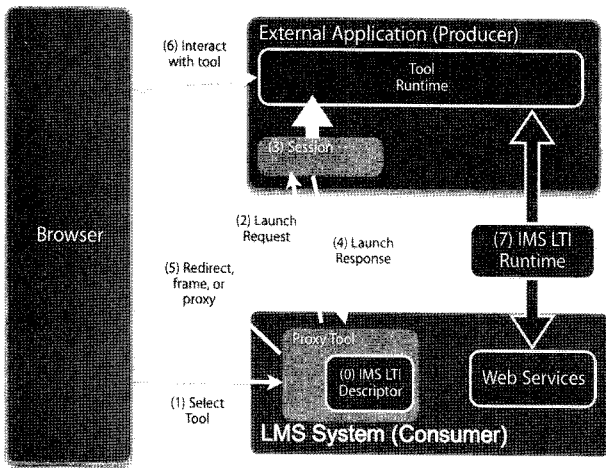 External Application (Producer)
(6) Interact
with tool
Tool
Runtime
(3) Session
Browser
(2) Launch
Request
(4) Launch
Response
(7) IMS LTI
Runtime
(5) Redirect,
frame, or
proxy
Proxy Tool
(0) IMS LTI
Descriptor
Web Services
(1) Select
Tool
LMS System (Consumer)